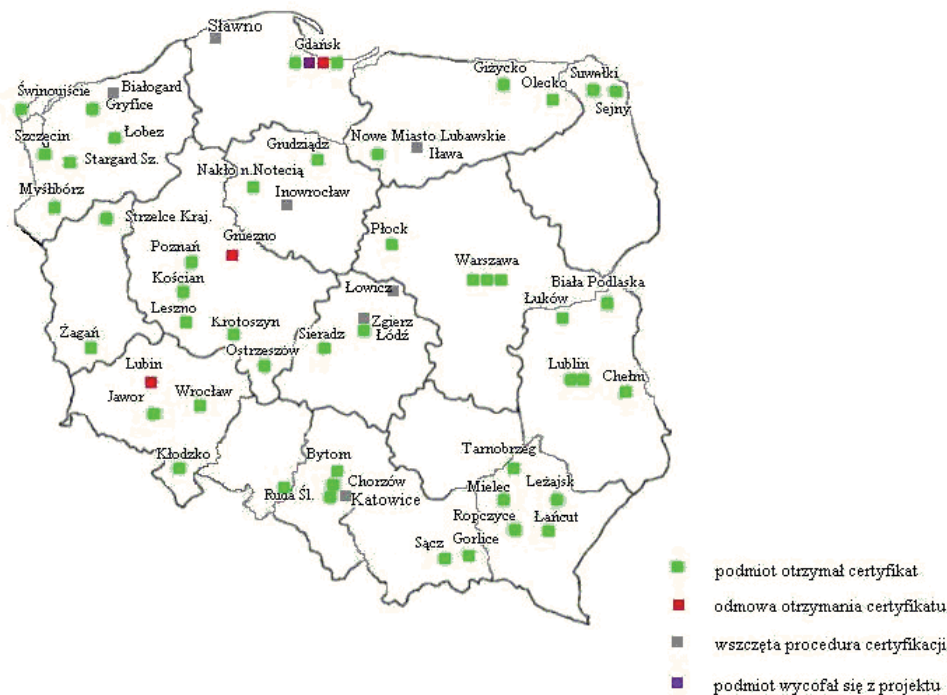 Sławno
Gdańsk
Giżycko
Olecko
Suwałki
Sejny
Świnoujście
Białogard
Gryfice
Łobez
Szczecin
Stargard Sz.
Nowe Miasto Lubawskie
Iława
Grudziądz
Nakło n.Notecią
Inowrocław
Myślibórz
Strzelce Kraj.
Gniezno
Płock
Poznań
Warszawa
Kościan
Biała Podlaska
Łowicz
Łuków
Leszno
Krotoszyn
Zgierz
Łódź
Sieradz
Żagań
Ostrzeszów
Lubin
Lublin
Chełm
Jawor
Wrocław
Kłodzko
Bytom
Tarnobrzeg
Chorzów
Ruda Śl.
Katowice
Mielec
Leżajsk
Ropczyce
Łańcut
Sącz
Gorlice
podmiot otrzymał certyfikat
odmowa otrzymania certyfikatu
wszczęta procedura certyfikacji
podmiot wycofał się z projektu